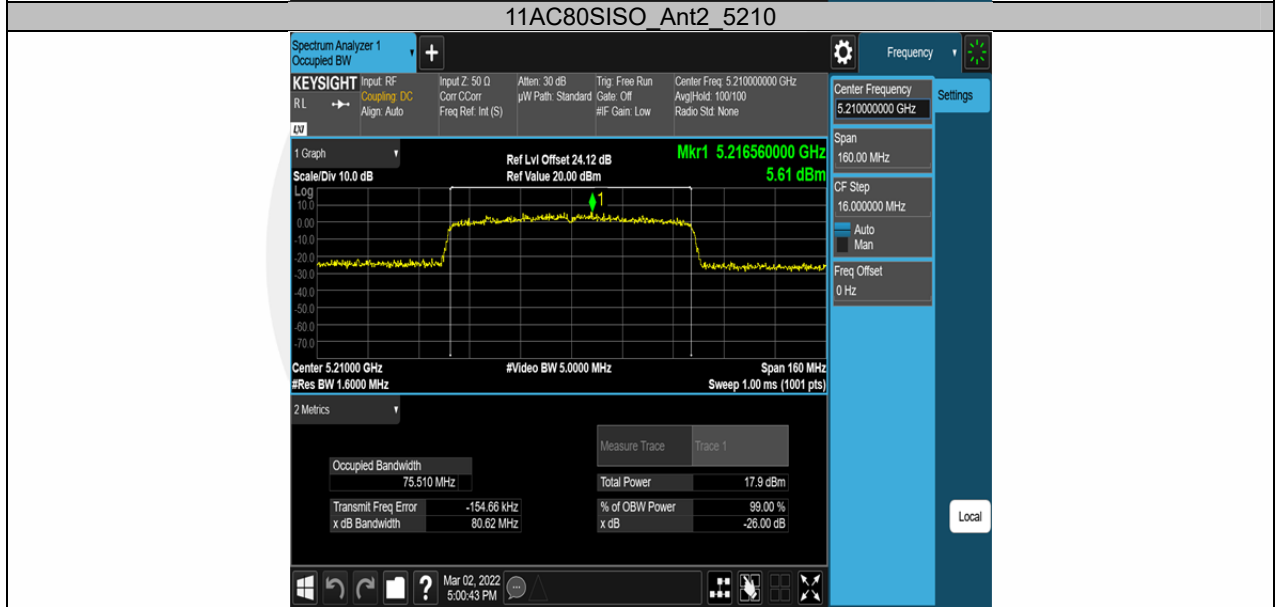 11AC80SISO_Ant2_5210
Spectrum Analyzer 1
Occupied BW
+
Frequency
KEYSIGHT
RL
LXI
Input: RF
Coupling: DC
Align: Auto
Input Z: 50 Ω
Corr CCorr
Freq Ref: Int (S)
Atten: 30 dB
µW Path: Standard
Trig: Free Run
Gate: Off
#IF Gain: Low
Center Freq: 5.210000000 GHz
Avg|Hold: 100/100
Radio Std: None
Center Frequency
5.210000000 GHz
Settings
Span
160.00 MHz
CF Step
16.000000 MHz
Auto
Man
Freq Offset
0 Hz
1 Graph
Scale/Div 10.0 dB
Ref Lvl Offset 24.12 dB
Ref Value 20.00 dBm
Mkr1 5.216560000 GHz
5.61 dBm
Log
10.0
0.00
-10.0
-20.0
-30.0
-40.0
-50.0
-60.0
-70.0
1
Center 5.21000 GHz
#Video BW 5.0000 MHz
Span 160 MHz
#Res BW 1.6000 MHz
Sweep 1.00 ms (1001 pts)
2 Metrics
Measure Trace
Trace 1
Occupied Bandwidth
75.510 MHz
Total Power
17.9 dBm
Transmit Freq Error
-154.66 kHz
% of OBW Power
99.00 %
x dB Bandwidth
80.62 MHz
x dB
-26.00 dB
Local
?
Mar 02, 2022
5:00:43 PM